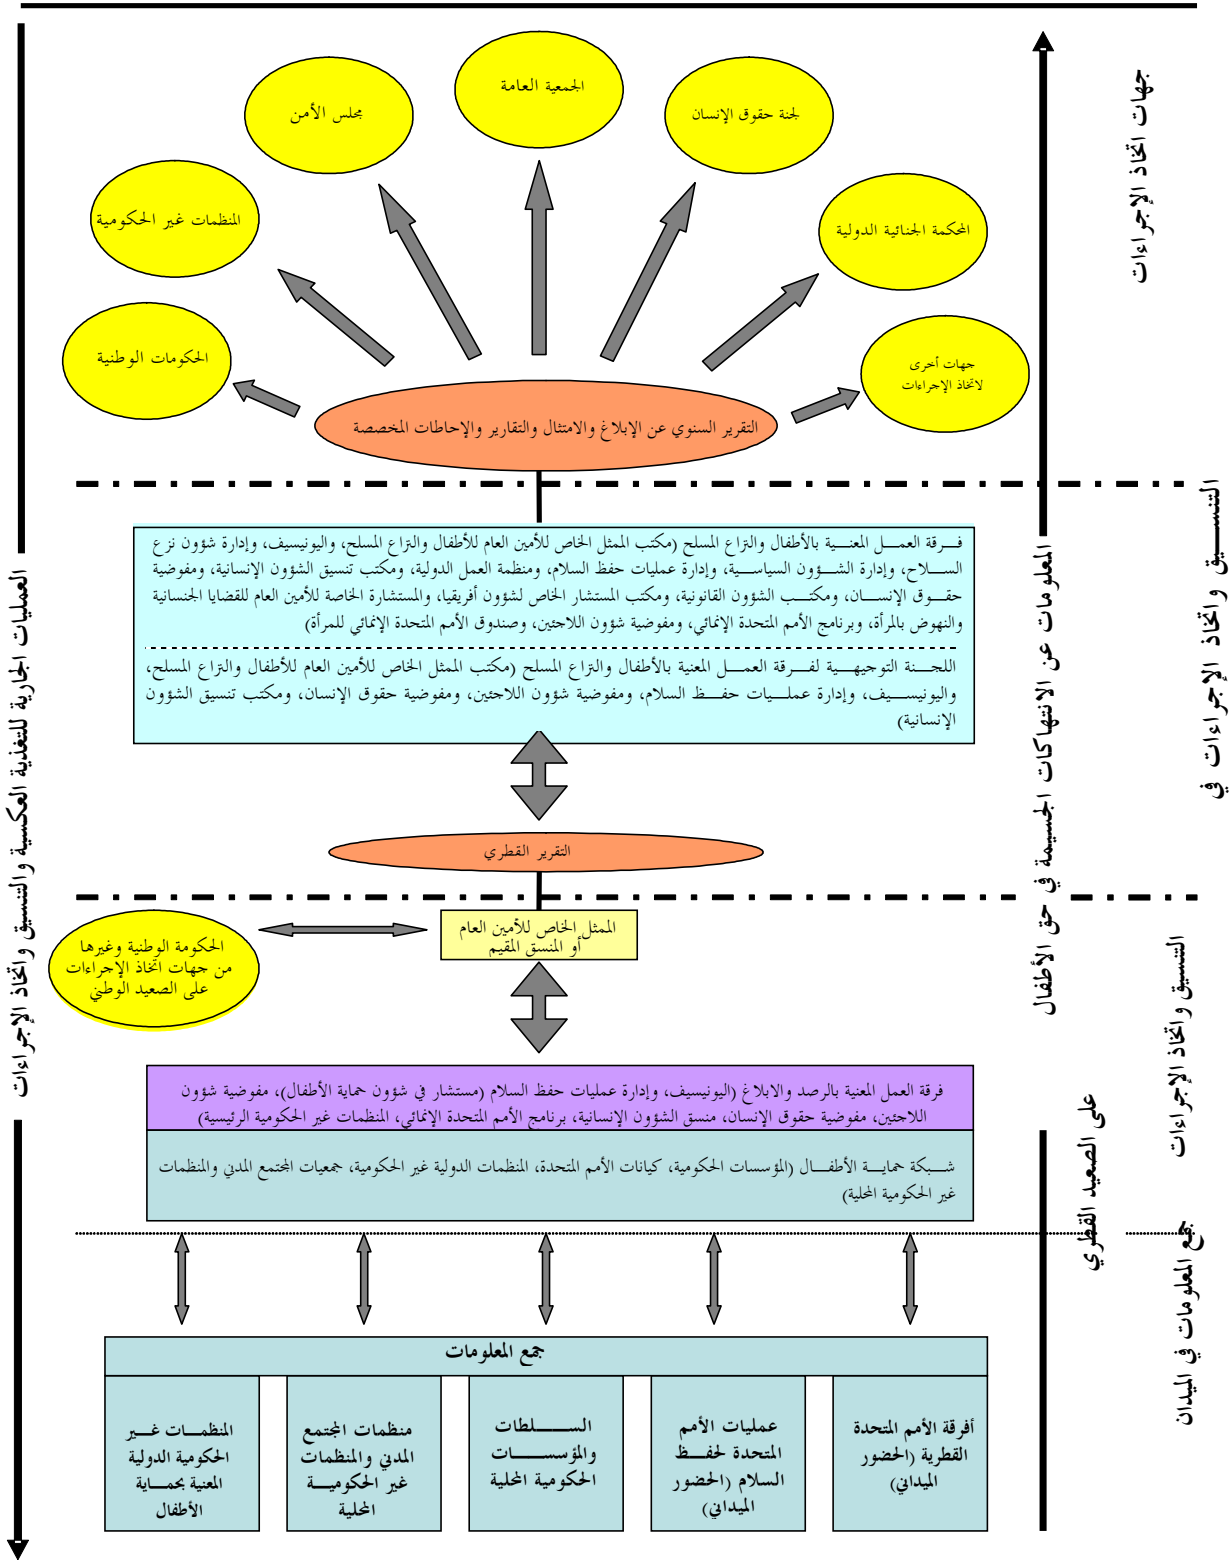 الجمعية العامة
مجلس الأمن
لجنة حقوق الإنسان
المنظمات غير الحكومية
المحكمة الجنائية الدولية
الحكومات الوطنية
جهات أخرى
لاتخاذ الإجراءات
التقرير السنوي عن الإبلاغ والامتثال والتقارير والإحاطات المخصصة
جهات اتخاذ الإجراءات
فرقة العمل المعنية بالأطفال والنزاع المسلح (مكتب الممثل الخاص للأمين العام للأطفال والنزاع المسلح، واليونيسيف، وإدارة شؤون نزع
السلاح، وإدارة الشؤون السياسية، وإدارة عمليات حفظ السلام، ومنظمة العمل الدولية، ومكتب تنسيق الشؤون الإنسانية، ومفوضية
حقوق الإنسان، ومكتب الشؤون القانونية، ومكتب المستشار الخاص لشؤون أفريقيا، والمستشارة الخاصة للأمين العام للقضايا الجنسانية
والنهوض بالمرأة، وبرنامج الأمم المتحدة الإنمائي، ومفوضية شؤون اللاجئين، وصندوق الأمم المتحدة الإنمائي للمرأة)
اللجنة التوجيهية لفرقة العمل المعنية بالأطفال والنزاع المسلح (مكتب الممثل الخاص للأمين العام للأطفال والنزاع المسلح،
واليونيسيف، وإدارة عمليات حفظ السلام، ومفوضية شؤون اللاجئين، ومفوضية حقوق الإنسان، ومكتب تنسيق الشؤون
الإنسانية)
التنسيق واتخاذ الإجراءات في
المعلومات عن الانتهاكات الجسيمة في حق الأطفال
العمليات الجارية للتغذية العكسية والتنسيق واتخاذ الإجراءات
التقرير القطري
الممثل الخاص للأمين العام
أو المنسق المقيم
الحكومة الوطنية وغيرها
من جهات اتخاذ الإجراءات
على الصعيد الوطني
التنسيق واتخاذ الإجراءات
على الصعيد القطري
فرقة العمل المعنية بالرصد والابلاغ (اليونيسيف، وإدارة عمليات حفظ السلام (مستشار في شؤون حماية الأطفال)، مفوضية شؤون
اللاجئين، مفوضية حقوق الإنسان، منسق الشؤون الإنسانية، برنامج الأمم المتحدة الإنمائي، المنظمات غير الحكومية الرئيسية)
شبكة حماية الأطفال (المؤسسات الحكومية، كيانات الأمم المتحدة، المنظمات الدولية غير الحكومية، جمعيات المجتمع المدني والمنظمات
غير الحكومية المحلية)
جمع المعلومات في الميدان
جمع المعلومات
أفرقة الأمم المتحدة
القطرية (الحضور
الميداني)
عمليات الأمم
المتحدة لحفظ
السلام (الحضور
الميداني)
السلطات
والمؤسسات
الحكومية المحلية
منظمات المجتمع
المدني والمنظمات
غير الحكومية
المحلية
المنظمات غير
الحكومية الدولية
المعنية بحماية
الأطفال